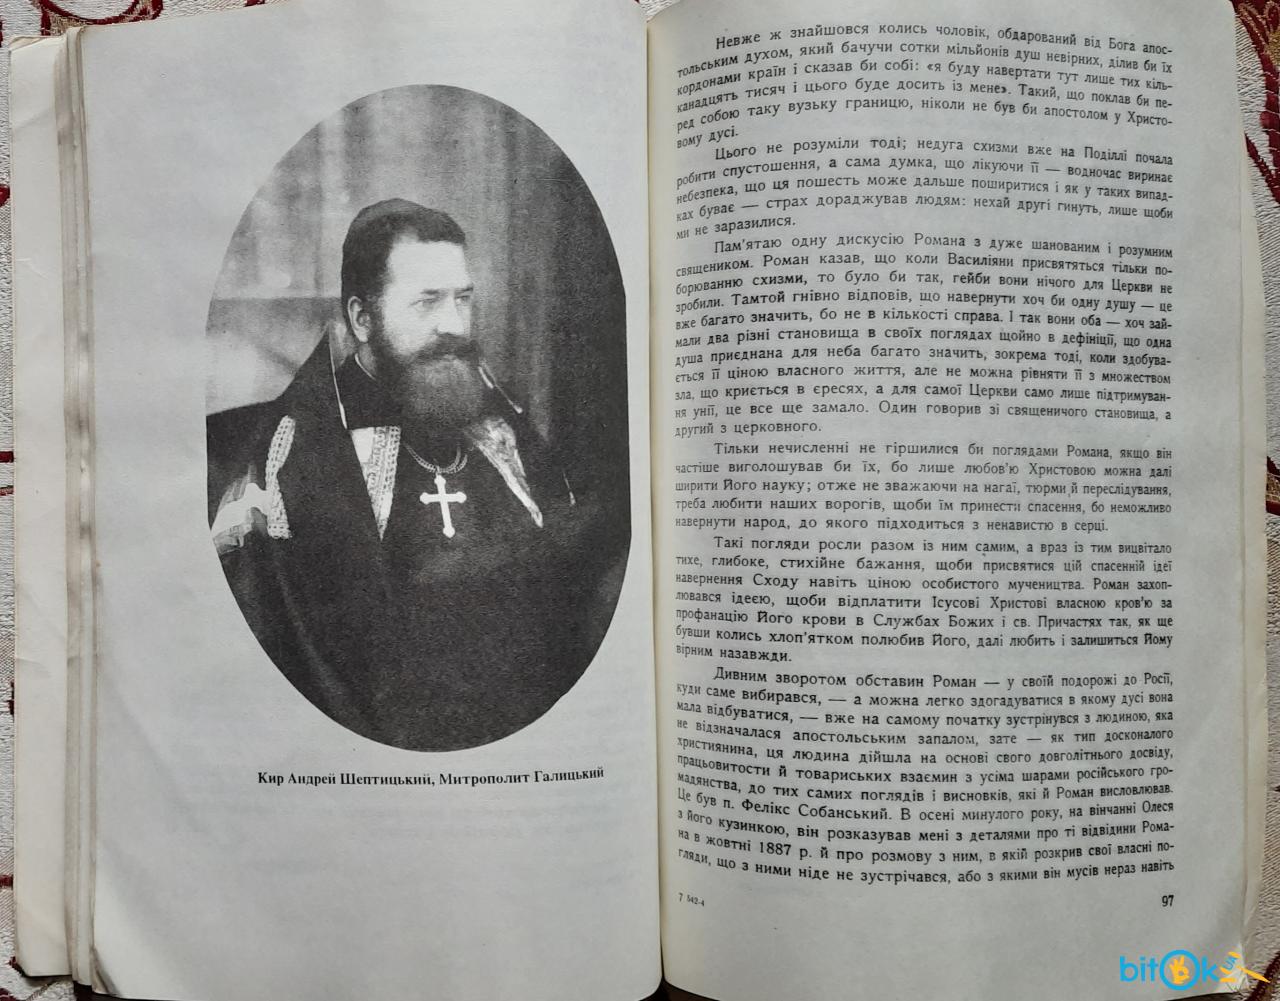 Кир Андрей Шептицький, Митрополит Галицький
Невже ж знайшовся колись чоловік, обдарований від Бога апос-
тольським духом, який бачучи сотки мільйонів душ невірних, ділив би їх
кордонами країн і сказав би собі: «я буду навертати тут лише тих кіль-
канадцять тисяч і цього буде досить із мене». Такий, що поклав би пе-
ред собою таку вузьку границю, ніколи не був би апостолом у Христо-
вому дусі.
Цього не розуміли тоді; недуга схизми вже на Поділлі почала
робити спустошення, а сама думка, що лікуючи її — водночас виринає
небезпека, що ця пошесть може дальше поширитися і як у таких випад-
ках буває — страх дораджував людям: нехай другі гинуть, лише щоби
ми не заразилися.
Пам'ятаю одну дискусію Романа з дуже шанованим і розумним
священиком. Роман казав, що коли Василіяни присвятяться тільки по-
борюванню схизми, то було би так, гейби вони нічого для Церкви не
зробили. Тамтой гнівно відповів, що навернути хоч би одну душу — це
вже багато значить, бо не в кількості справа. І так вони оба — хоч зай-
мали два різні становища в своїх поглядах щойно в дефініції, що одна
душа приєднана для неба багато значить, зокрема тоді, коли здобува-
ється її ціною власного життя, але не можна рівняти її з множеством
зла, що криється в єресях, а для самої Церкви само лише підтримуван-
ня унії, це все ще замало. Один говорив зі священичого становища, а
другий з церковного.
Тільки нечисленні не гіршилися би поглядами Романа, якщо він
частіше виголошував би їх, бо лише любов'ю Христовою можна далі
ширити Його науку; отже не зважаючи на нагаї, тюрми й переслідування,
треба любити наших ворогів, щоби їм принести спасення, бо неможливо
навернути народ, до якого підходиться з ненавистю в серці.
Такі погляди росли разом із ним самим, а враз із тим вицвітало
тихе, глибоке, стихійне бажання, щоби присвятися цій спасенній ідеї
навернення Сходу навіть ціною особистого мучеництва. Роман захоп-
лювався ідеєю, щоби відплатити Ісусові Христові власною кров'ю за
профанацію Його крови в Службах Божих і св. Причастях так, як ще
бувши колись хлоп'ятком полюбив Його, далі любить і залишиться Йому
вірним назавжди.
Дивним зворотом обставин Роман — у своїй подорожі до Росії,
куди саме вибирався, — а можна легко здогадуватися в якому дусі вона
мала відбуватися, — вже на самому початку зустрінувся з людиною, яка
не відзначалася апостольським запалом, зате — як тип досконалого
християнина, ця людина дійшла на основі свого довголітнього досвіду,
працьовитости й товариських взаємин з усіма шарами російського гро-
мадянства, до тих самих поглядів і висновків, які й Роман висловлював.
Це був п. Фелікс Собанський. В осені минулого року, на вінчанні Олеся
з його кузинкою, він розказував мені з деталями про ті відвідини Рома-
на в жовтні 1887 р. й про розмову з ним, в якій розкрив свої власні по-
гляди, що з ними ніде не зустрічався, або з якими він мусів нераз навіть
7 542-4
97
bitOk